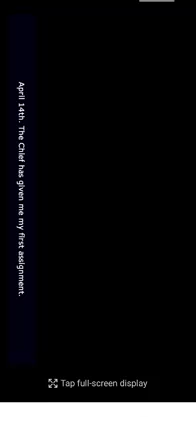 April 14th. The Chief has given me my first assignment.
Tap full-screen display